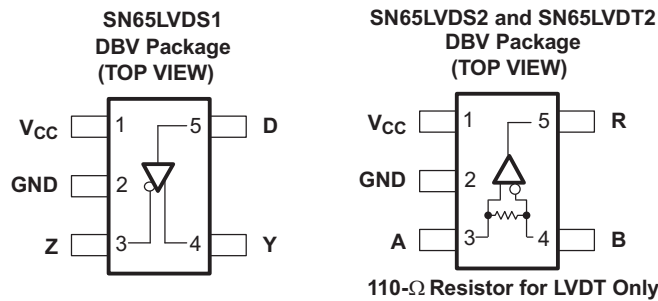 SN65LVDS1
DBV Package
(TOP VIEW)
VCC 1 5 D
GND 2
Z 3 4 Y
SN65LVDS2 and SN65LVDT2
DBV Package
(TOP VIEW)
VCC 1 5 R
GND 2
A 3 4 B
110-Ω Resistor for LVDT Only